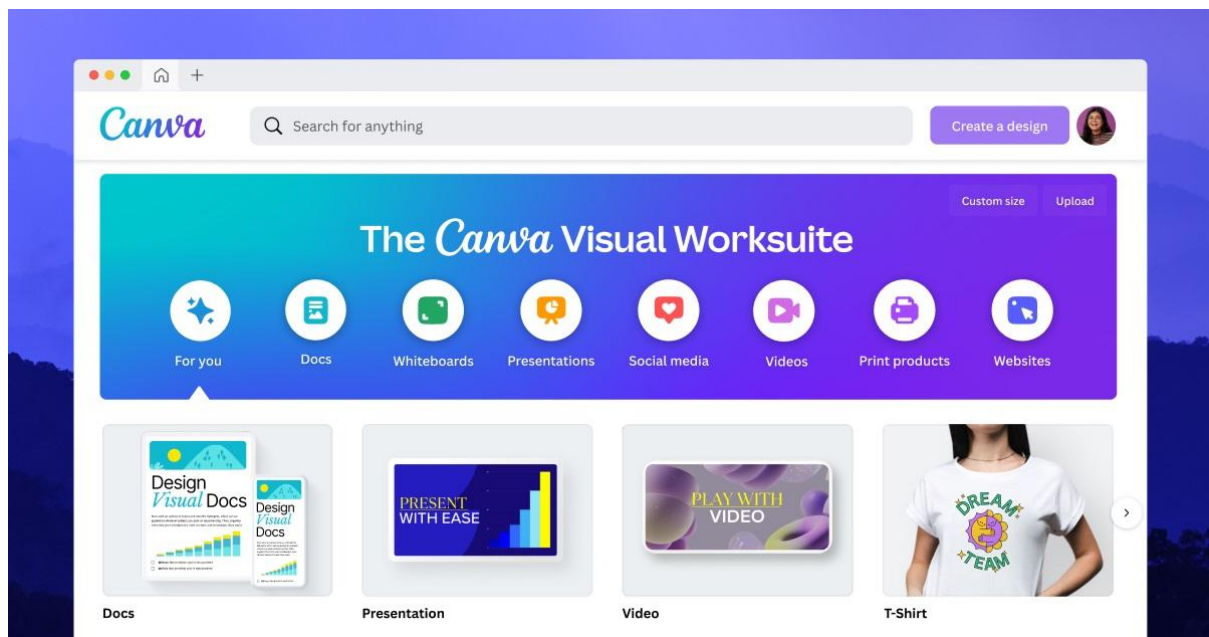 Canva
Search for anything
Create a design
Custom size
Upload
The Canva Visual Worksuite
For you
Docs
Whiteboards
Presentations
Social media
Videos
Print products
Websites
Design
Visual Docs
Design
Visual
Docs
PRESENT
WITH EASE
PLAY WITH
VIDEO
DREAM
TEAM
Docs
Presentation
Video
T-Shirt